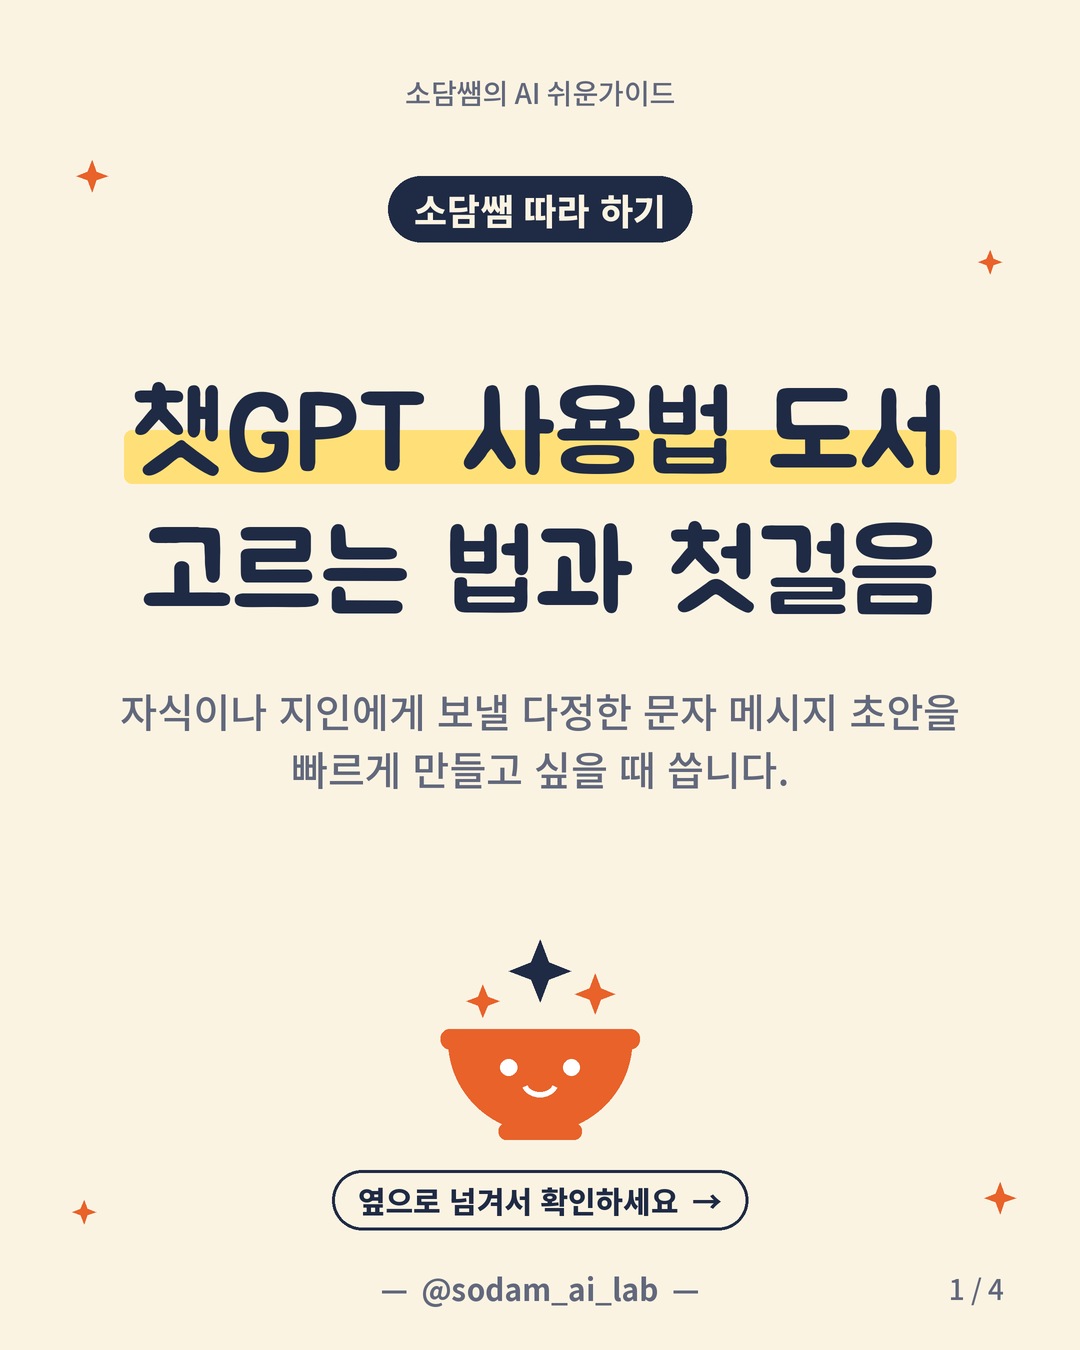 소담쌤의 AI 쉬운가이드
소담쌤 따라 하기
챗GPT 사용법 도서
고르는 법과 첫걸음
자식이나 지인에게 보낼 다정한 문자 메시지 초안을
빠르게 만들고 싶을 때 씁니다.
옆으로 넘겨서 확인하세요 →
— @sodam_ai_lab —
1 / 4